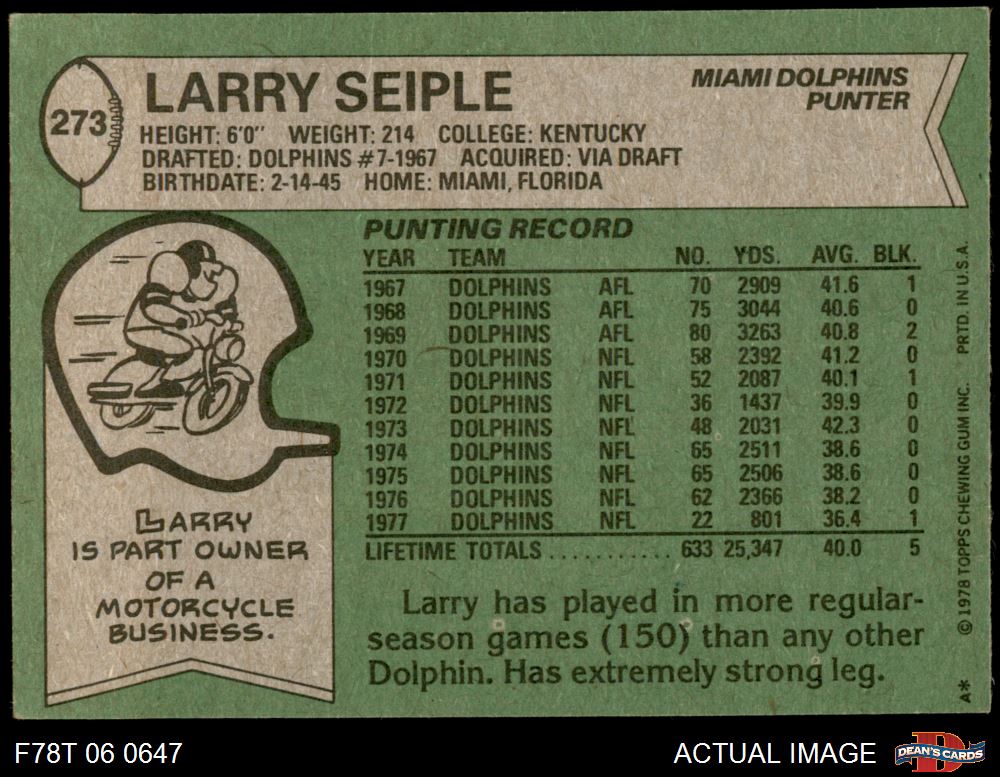 273
LARRY SEIPLE
MIAMI DOLPHINS
PUNTER
HEIGHT: 6'0" WEIGHT: 214 COLLEGE: KENTUCKY
DRAFTED: DOLPHINS #7-1967 ACQUIRED: VIA DRAFT
BIRTHDATE: 2-14-45 HOME: MIAMI, FLORIDA
PUNTING RECORD
YEAR TEAM NO. YDS. AVG. BLK.
1967 DOLPHINS AFL 70 2909 41.6 1
1968 DOLPHINS AFL 75 3044 40.6 0
1969 DOLPHINS AFL 80 3263 40.8 2
1970 DOLPHINS NFL 58 2392 41.2 0
1971 DOLPHINS NFL 52 2087 40.1 1
1972 DOLPHINS NFL 36 1437 39.9 0
1973 DOLPHINS NFL 48 2031 42.3 0
1974 DOLPHINS NFL 65 2511 38.6 0
1975 DOLPHINS NFL 65 2506 38.6 0
1976 DOLPHINS NFL 62 2366 38.2 0
1977 DOLPHINS NFL 22 801 36.4 1
LIFETIME TOTALS ........... 633 25,347 40.0 5
LARRY
IS PART OWNER
OF A
MOTORCYCLE
BUSINESS.
Larry has played in more regular-
season games (150) than any other
Dolphin. Has extremely strong leg.
A* © 1978 TOPPS CHEWING GUM INC. PRTD. IN U.S.A.
F78T 06 0647
ACTUAL IMAGE
D
DEAN'S CARDS